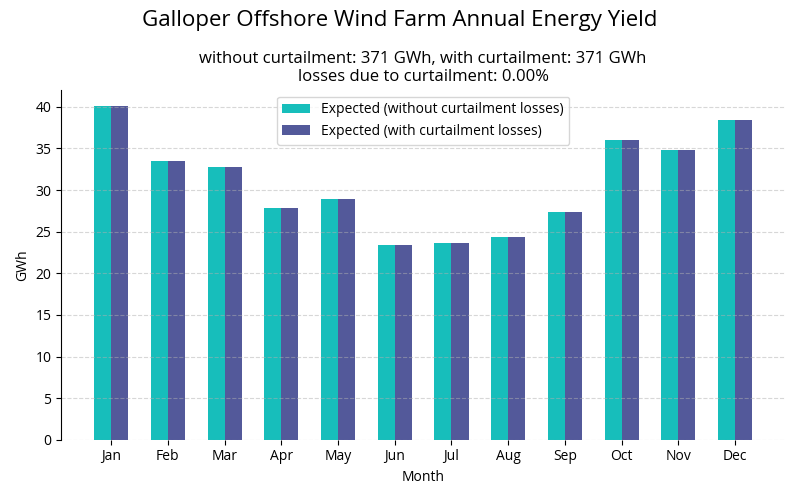 Galloper Offshore Wind Farm Annual Energy Yield
without curtailment: 371 GWh, with curtailment: 371 GWh
losses due to curtailment: 0.00%
Expected (without curtailment losses)
Expected (with curtailment losses)
GWh
40
35
30
25
20
15
10
5
0
Jan Feb Mar Apr May Jun Jul Aug Sep Oct Nov Dec
Month